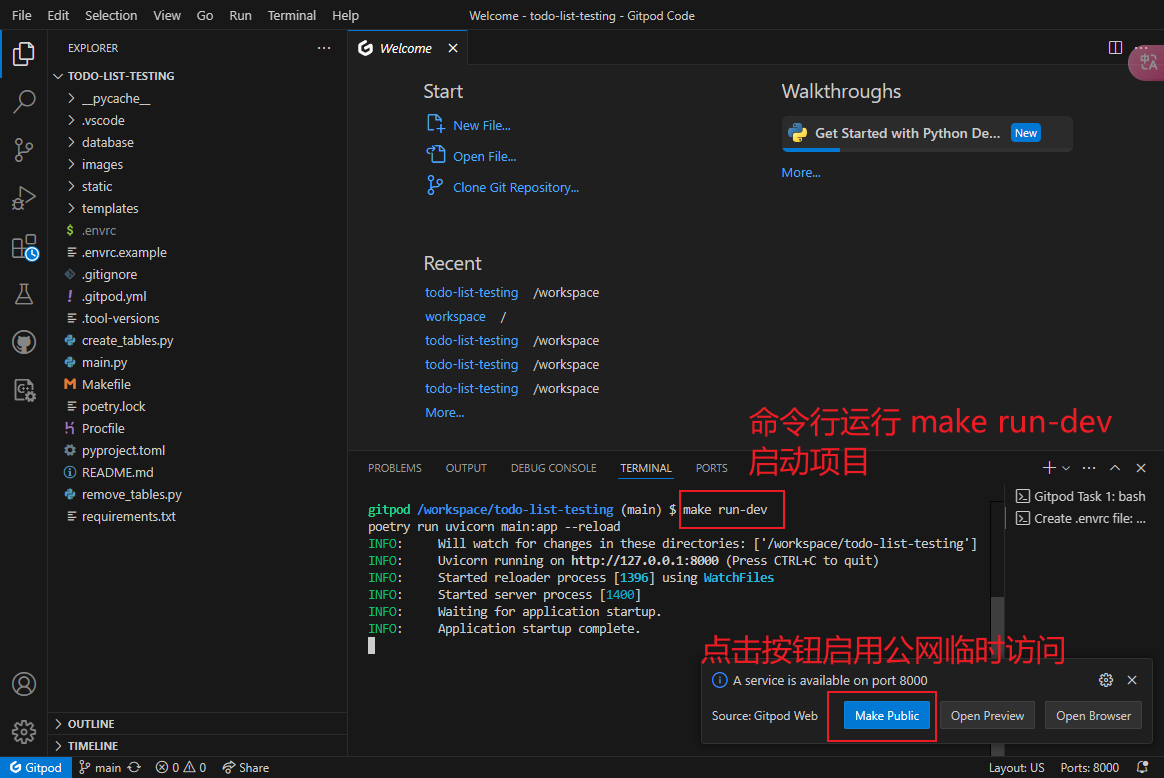 File Edit Selection View Go Run Terminal Help
Welcome - todo-list-testing - Gitpod Code
EXPLORER
TODO-LIST-TESTING
__pycache__
.vscode
database
images
static
templates
.envrc
.envrc.example
.gitignore
.gitpod.yml
.tool-versions
create_tables.py
main.py
Makefile
poetry.lock
Procfile
pyproject.toml
README.md
remove_tables.py
requirements.txt
OUTLINE
TIMELINE
Welcome
中A
Start
New File...
Open File...
Clone Git Repository...
Walkthroughs
Get Started with Python De... New
More...
Recent
todo-list-testing /workspace
workspace /
todo-list-testing /workspace
todo-list-testing /workspace
todo-list-testing /workspace
More...
命令行运行 make run-dev
启动项目
PROBLEMS OUTPUT DEBUG CONSOLE TERMINAL PORTS
gitpod /workspace/todo-list-testing (main) $ make run-dev
poetry run uvicorn main:app --reload
INFO: Will watch for changes in these directories: ['/workspace/todo-list-testing']
INFO: Uvicorn running on http://127.0.0.1:8000 (Press CTRL+C to quit)
INFO: Started reloader process [1396] using WatchFiles
INFO: Started server process [1400]
INFO: Waiting for application startup.
INFO: Application startup complete.
Gitpod Task 1: bash
Create .envrc file: ...
点击按钮启用公网临时访问
A service is available on port 8000
Source: Gitpod Web Make Public Open Preview Open Browser
Gitpod main 0 0 Share Layout: US Ports: 8000